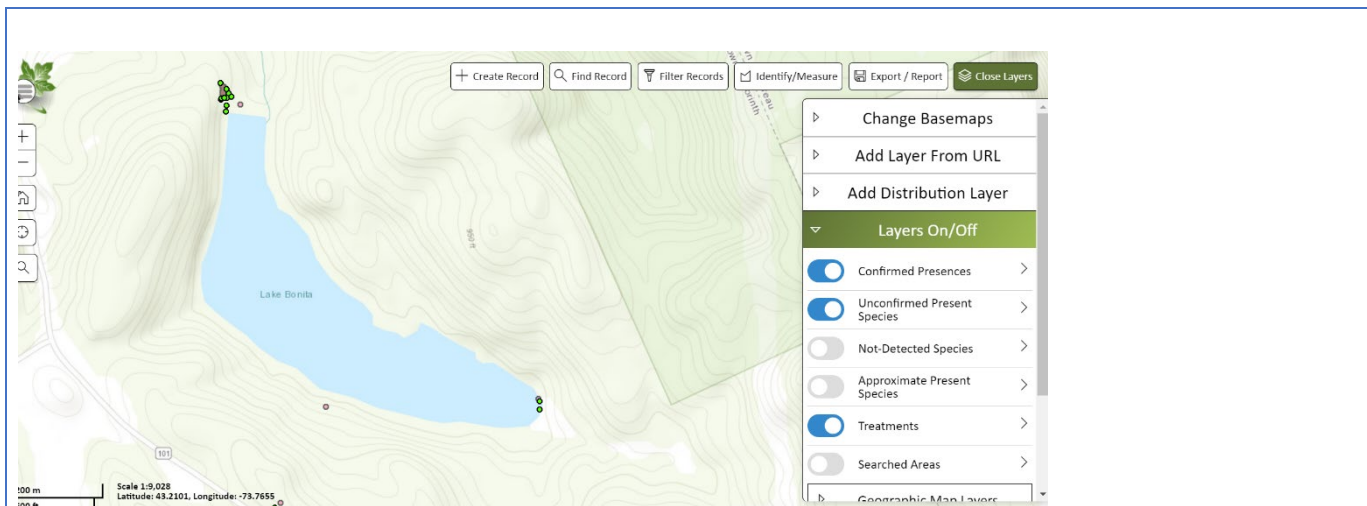 + Create Record
Find Record
Filter Records
Identify/Measure
Export / Report
Close Layers
Change Basemaps
Add Layer From URL
Add Distribution Layer
Layers On/Off
Confirmed Presences
Unconfirmed Present
Species
Not-Detected Species
Approximate Present
Species
Treatments
Searched Areas
Geographic Map Layers
950 ft
Lake Bonita
101
Scale 1:9,028
Latitude: 43.2101, Longitude: -73.7655